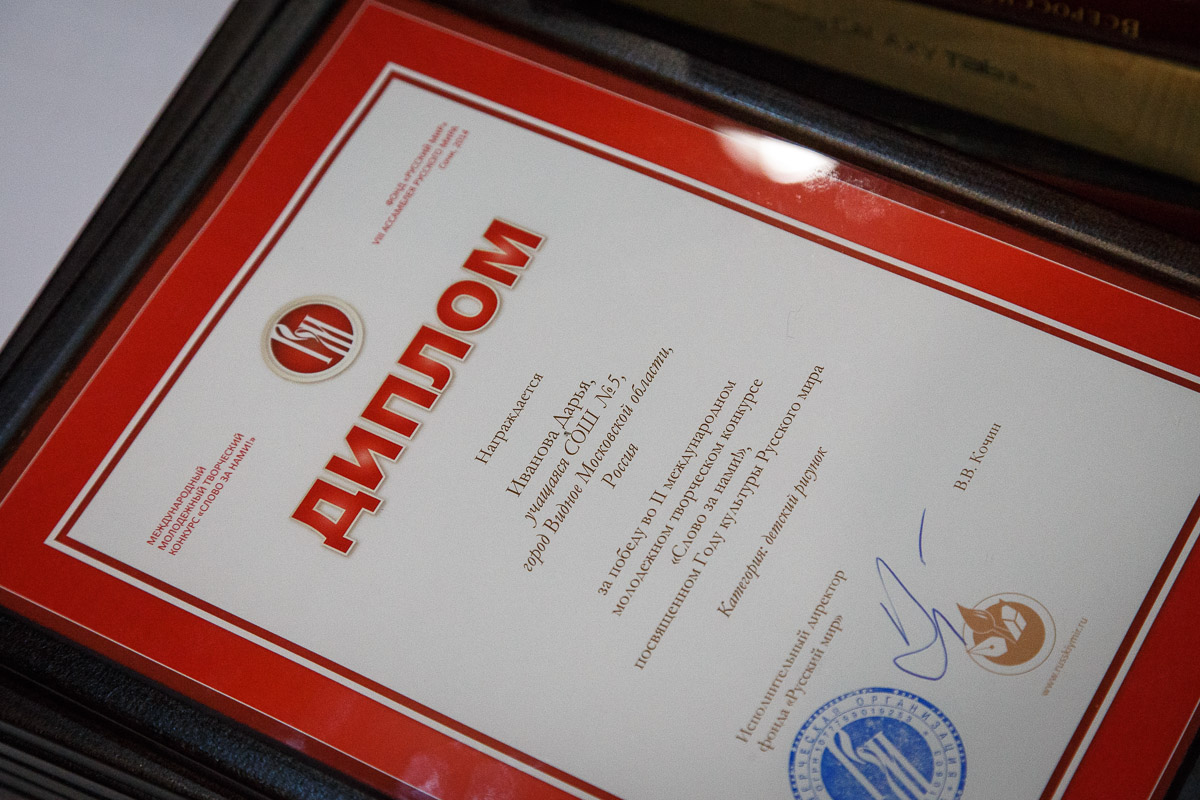 МЕЖДУНАРОДНЫЙ
МОЛОДЕЖНЫЙ ТВОРЧЕСКИЙ
КОНКУРС «СЛОВО ЗА НАМИ!»
ФОНД «РУССКИЙ МИР»
VIII АССАМБЛЕЯ РУССКОГО МИРА
Сочи, 2014
ДИПЛОМ
Награждается
Иванова Дарья,
учащаяся СОШ №5,
город Видное Московской области,
Россия
за победу во II международном
молодежном творческом конкурсе
«Слово за нами!»,
посвященном Году культуры Русского мира
Категория: детский рисунок
Исполнительный директор
фонда «Русский мир»
В.В. Кочин
www.russkiymir.ru
ОРГАНИЗАЦИЯ